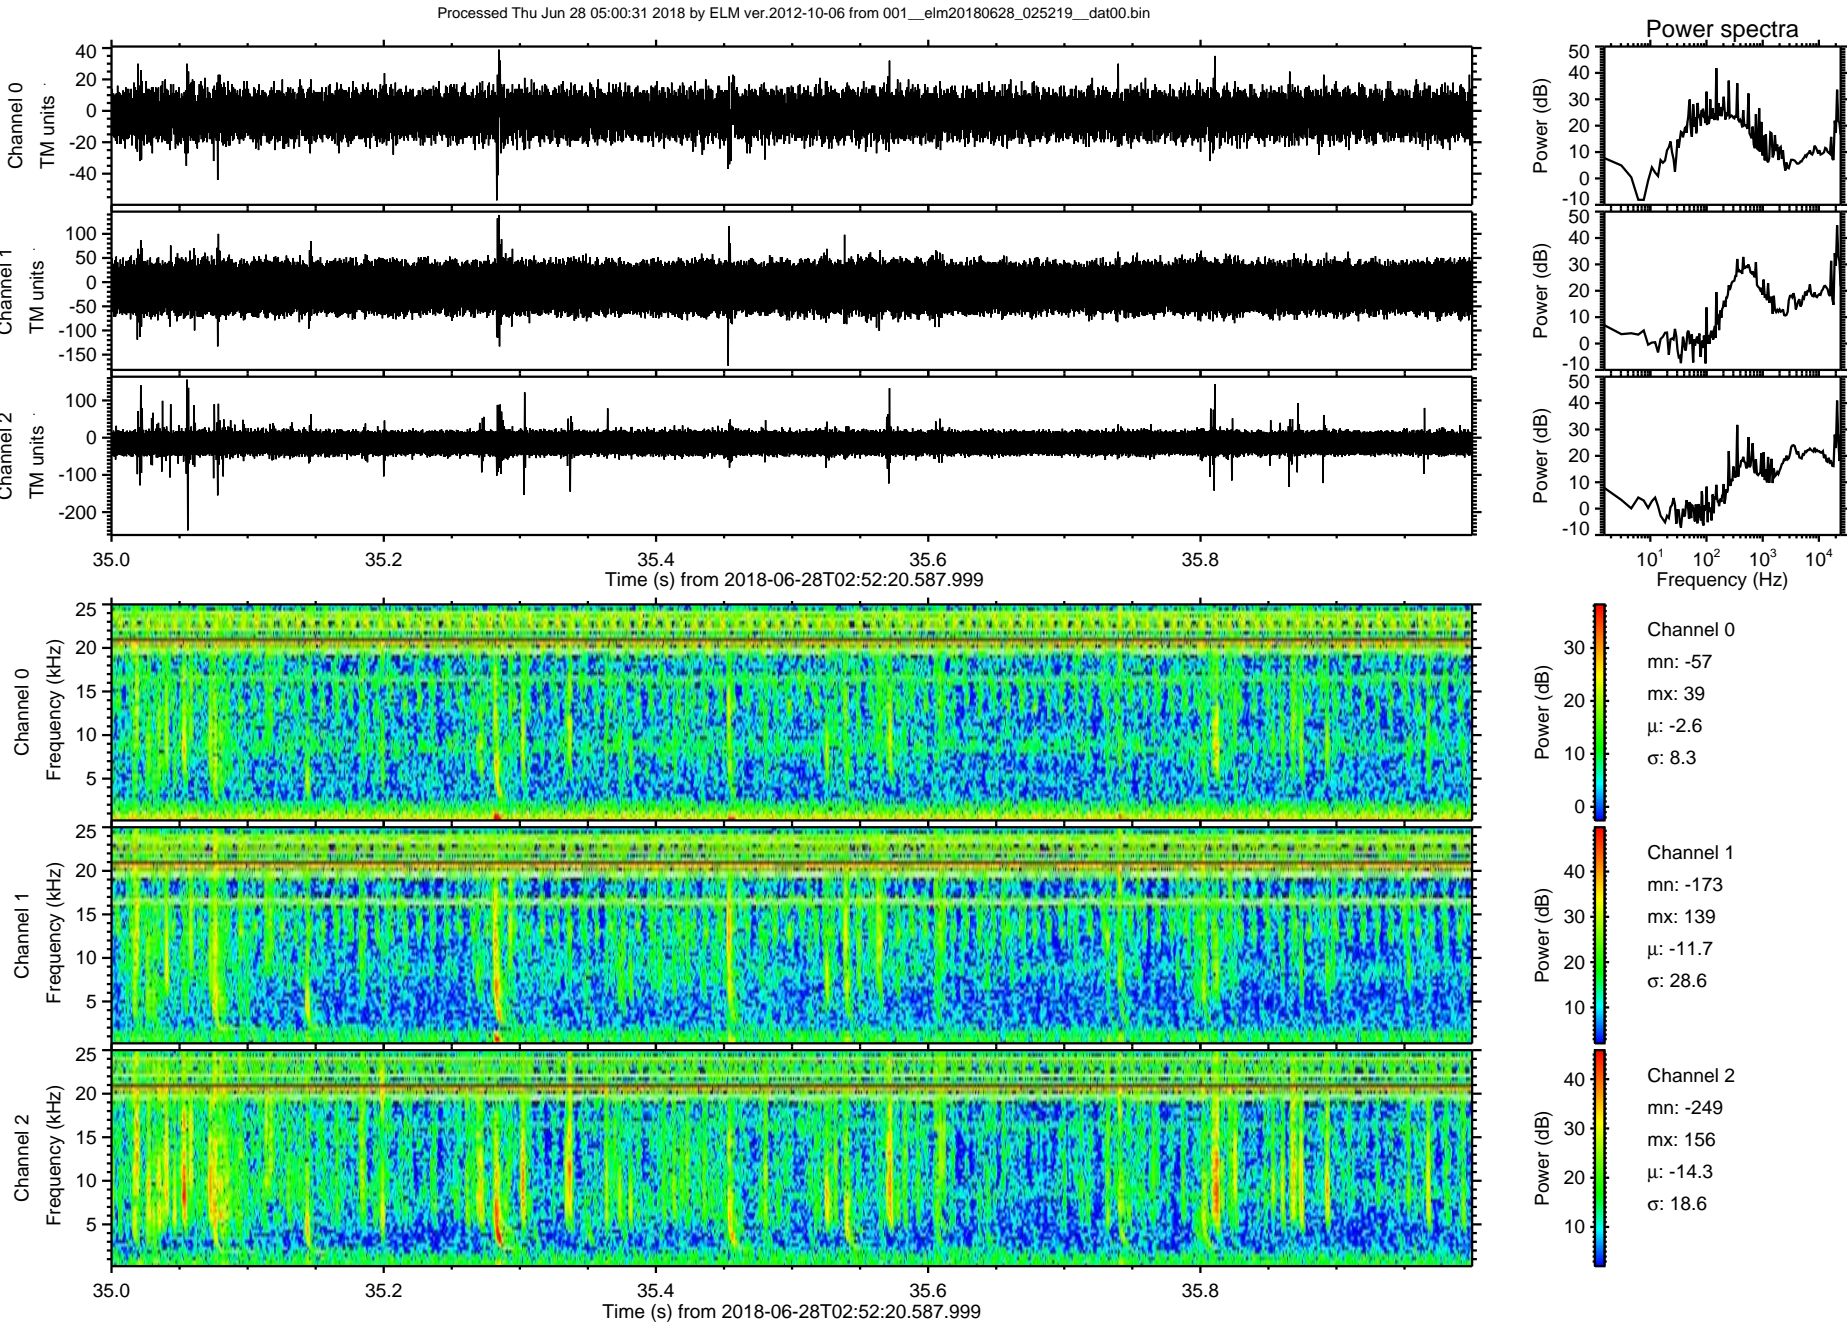 Processed Thu Jun 28 05:00:31 2018 by ELM ver.2012-10-06 from 001__elm20180628_025219__dat00.bin
Power spectra
Channel 0
TM units
40
20
0
-20
-40
Power (dB)
50
40
30
20
10
0
-10
Channel 1
TM units
100
50
0
-50
-100
-150
Power (dB)
50
40
30
20
10
0
-10
Channel 2
TM units
100
0
-100
-200
Power (dB)
50
40
30
20
10
0
-10
35.0 35.2 35.4 35.6 35.8
Time (s) from 2018-06-28T02:52:20.587.999
10^1 10^2 10^3 10^4
Frequency (Hz)
Channel 0
Frequency (kHz)
25
20
15
10
5
Power (dB)
30
20
10
0
Channel 0
mn: -57
mx: 39
μ: -2.6
σ: 8.3
Channel 1
Frequency (kHz)
25
20
15
10
5
Power (dB)
40
30
20
10
Channel 1
mn: -173
mx: 139
μ: -11.7
σ: 28.6
Channel 2
Frequency (kHz)
25
20
15
10
5
Power (dB)
40
30
20
10
Channel 2
mn: -249
mx: 156
μ: -14.3
σ: 18.6
35.0 35.2 35.4 35.6 35.8
Time (s) from 2018-06-28T02:52:20.587.999